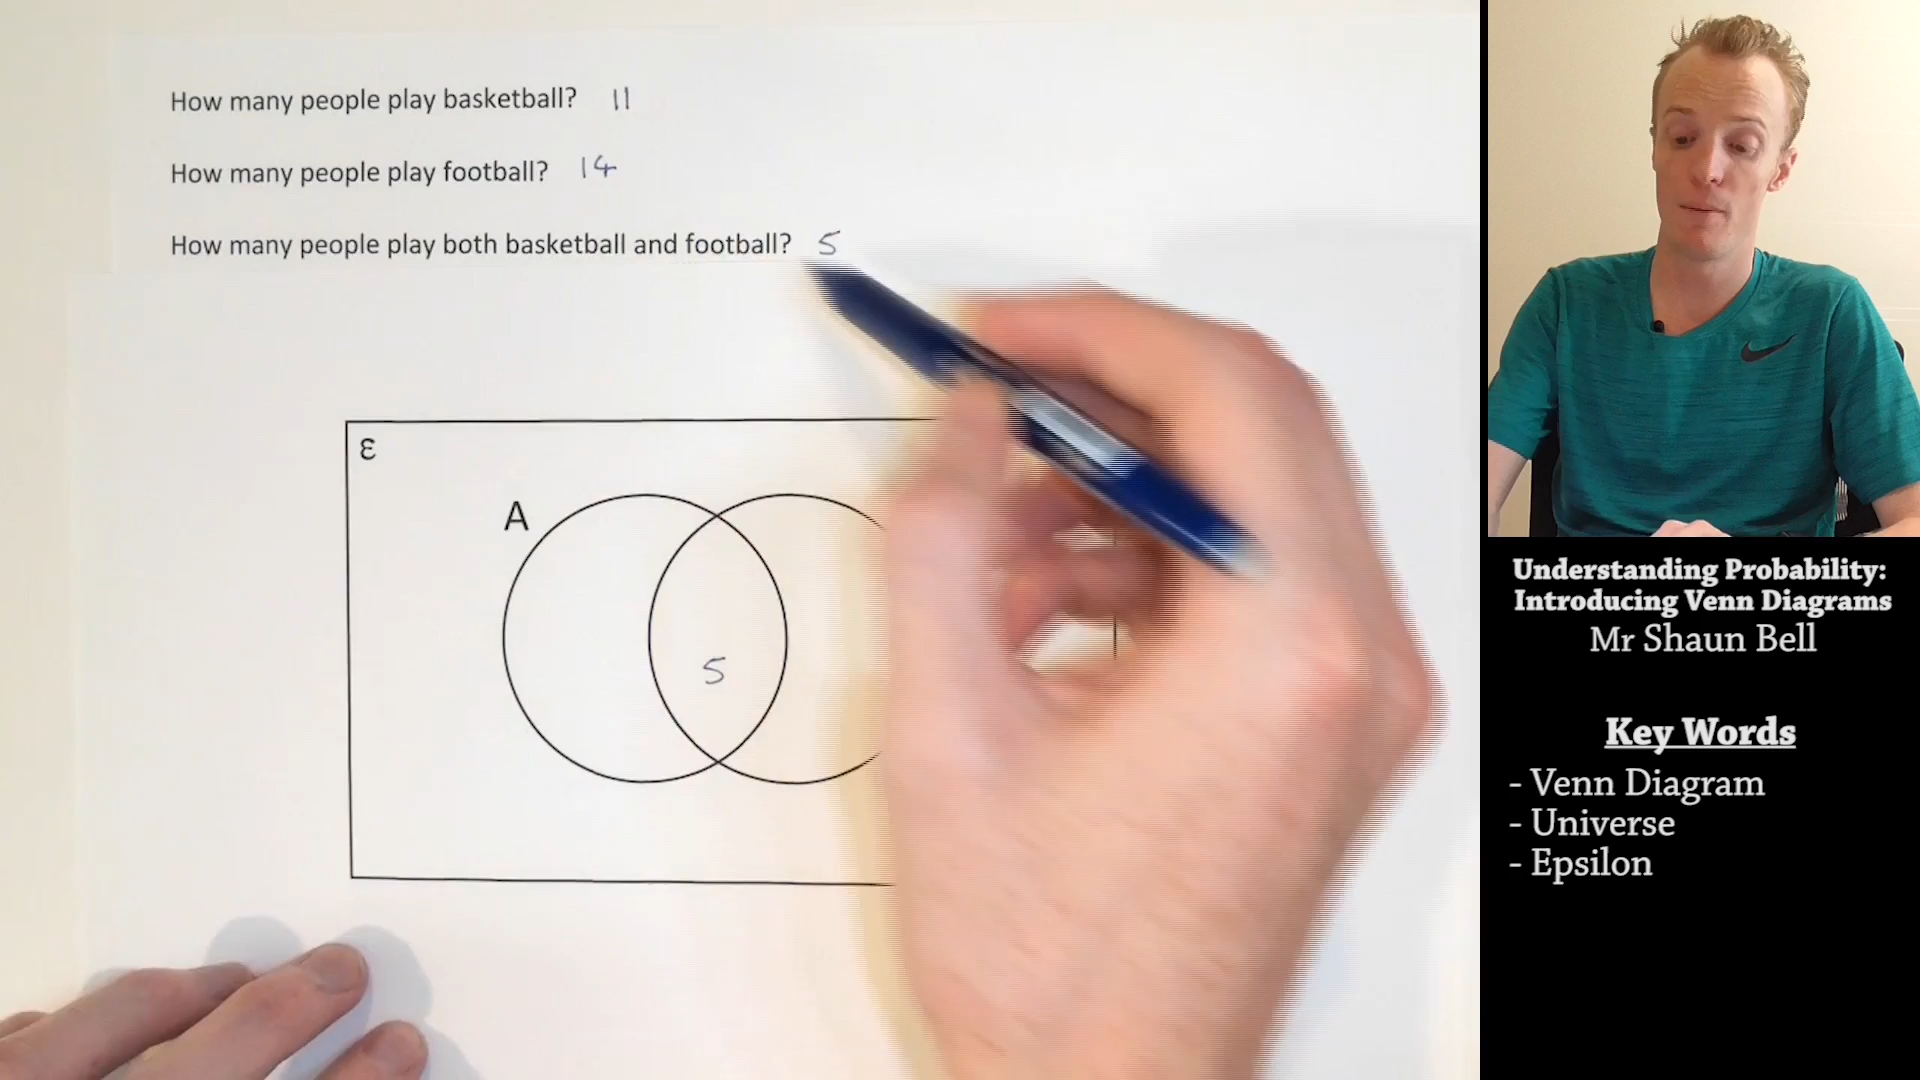 How many people play basketball? 11
How many people play football? 14
How many people play both basketball and football? 5
ε
A
5
Understanding Probability:
Introducing Venn Diagrams
Mr Shaun Bell
Key Words
- Venn Diagram
- Universe
- Epsilon